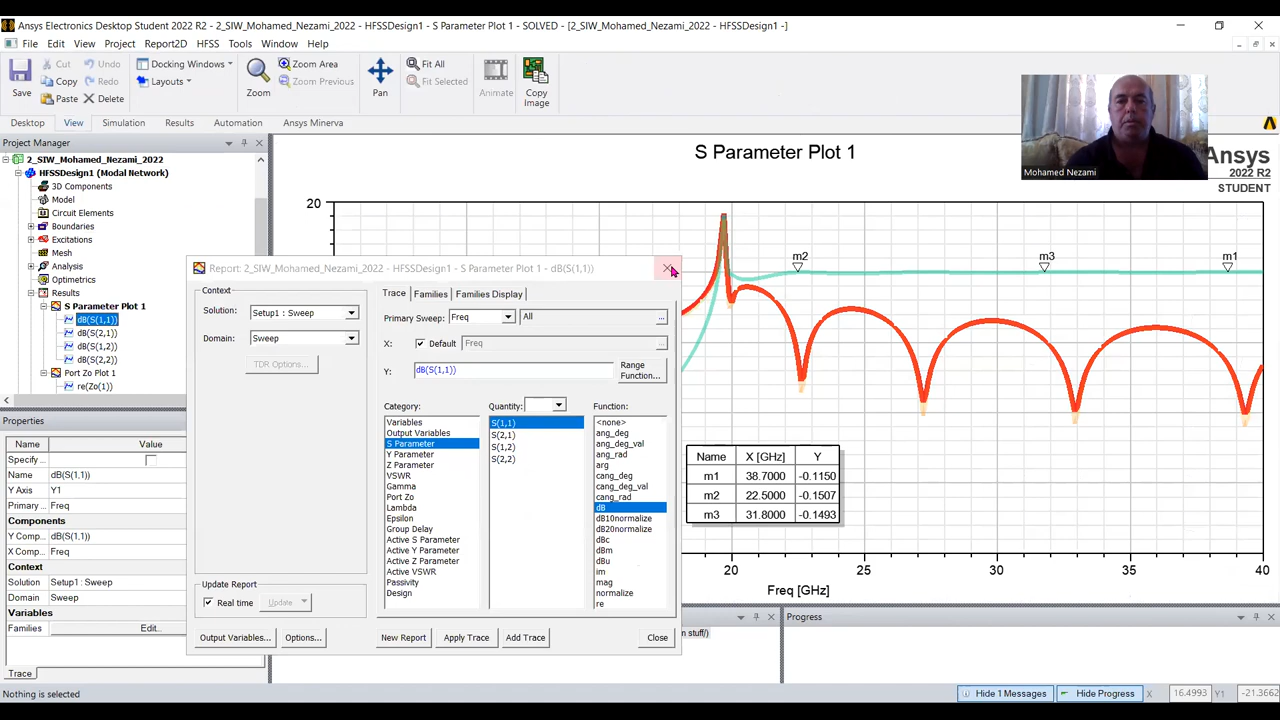 Ansys Electronics Desktop Student 2022 R2 - 2_SIW_Mohamed_Nezami_2022 - HFSSDesign1 - S Parameter Plot 1 - SOLVED - [2_SIW_Mohamed_Nezami_2022 - HFSSDesign1 -]
File Edit View Project Report2D HFSS Tools Window Help
Save
Cut Undo
Copy Redo
Paste Delete
Docking Windows
Layouts
Zoom
Zoom Area
Zoom Previous
Pan
Fit All
Fit Selected
Animate
Copy
Image
Desktop View Simulation Results Automation Ansys Minerva
Project Manager
2_SIW_Mohamed_Nezami_2022
HFSSDesign1 (Modal Network)
3D Components
Model
Circuit Elements
Boundaries
Excitations
Mesh
Analysis
Optimetrics
Results
S Parameter Plot 1
dB(S(1,1))
dB(S(2,1))
dB(S(1,2))
dB(S(2,2))
Port Zo Plot 1
re(Zo(1))
Properties
Name Value
Specify...
Name dB(S(1,1))
Y Axis Y1
Primary... Freq
Components
Y Comp... dB(S(1,1))
X Comp... Freq
Context
Solution Setup1 : Sweep
Domain Sweep
Variables
Families Edit...
Trace
Nothing is selected
Report: 2_SIW_Mohamed_Nezami_2022 - HFSSDesign1 - S Parameter Plot 1 - dB(S(1,1))
Context
Solution: Setup1 : Sweep
Domain: Sweep
TDR Options...
Update Report
Real time Update
Output Variables... Options...
Trace Families Families Display
Primary Sweep: Freq All ...
X: Default Freq ...
Y: dB(S(1,1))
Range
Function...
Category: Quantity: Function:
Variables
Output Variables
S Parameter
Y Parameter
Z Parameter
VSWR
Gamma
Port Zo
Lambda
Epsilon
Group Delay
Active S Parameter
Active Y Parameter
Active Z Parameter
Active VSWR
Passivity
Design
S(1,1)
S(2,1)
S(1,2)
S(2,2)
<none>
ang_deg
ang_deg_val
ang_rad
arg
cang_deg
cang_deg_val
cang_rad
dB
dB10normalize
dB20normalize
dBc
dBm
dBu
im
mag
normalize
re
New Report Apply Trace Add Trace Close
S Parameter Plot 1
Mohamed Nezami
Ansys
2022 R2
STUDENT
20
m2 m3 m1
Name X [GHz] Y
m1 38.7000 -0.1150
m2 22.5000 -0.1507
m3 31.8000 -0.1493
20 25 30 35 40
Freq [GHz]
n stuff/)
Progress
Hide 1 Messages Hide Progress X 16.4993 Y1 -21.3662